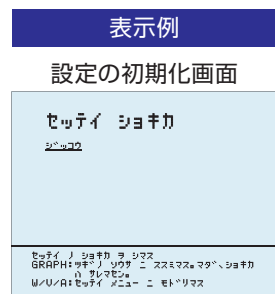 表示例
設定の初期化画面
セッテイ ショキカ
ジッコウ
セッテイ ノ ショキカ ヲ シマス
GRAPH:ツギノ ソウサ ニ ススミマス。マダ、ショキカ
ハ サレマセン。
W/U/A:セッテイ メニュー ニ モドリマス